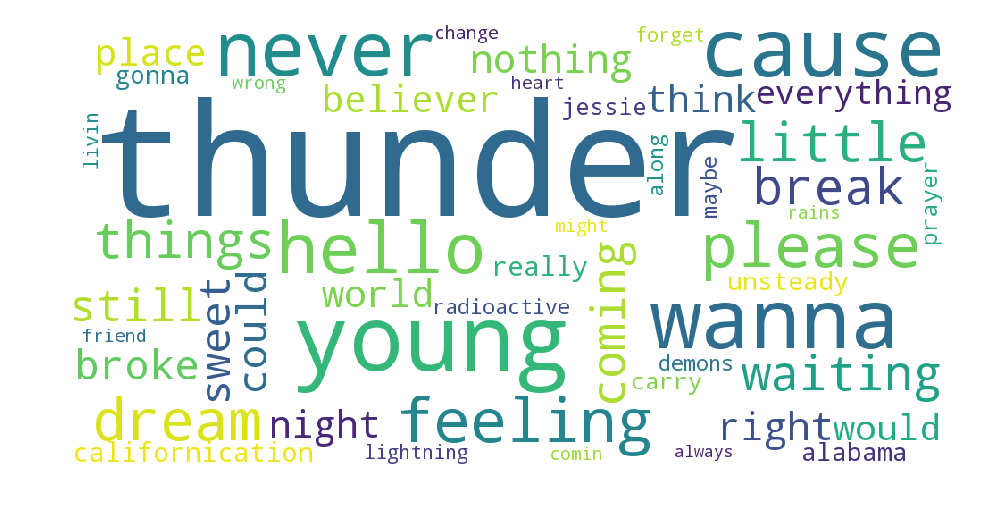 place
never
change
nothing
forget
cause
gonna
wrong
heart
believer
jessie
think
everything
thunder
livin
along
maybe
little
break
prayer
rains
things
hello
might
please
really
coming
unsteady
still
sweet
could
world
radioactive
wanna
friend
young
broke
demons
carry
waiting
dream
night
feeling
right
would
californication
lightning
comin
always
alabama